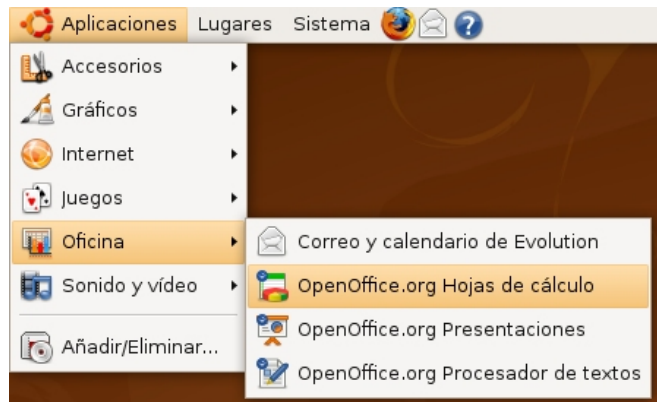 Aplicaciones Lugares Sistema
Accesorios
Gráficos
Internet
Juegos
Oficina
Sonido y vídeo
Añadir/Eliminar...
Correo y calendario de Evolution
OpenOffice.org Hojas de cálculo
OpenOffice.org Presentaciones
OpenOffice.org Procesador de textos